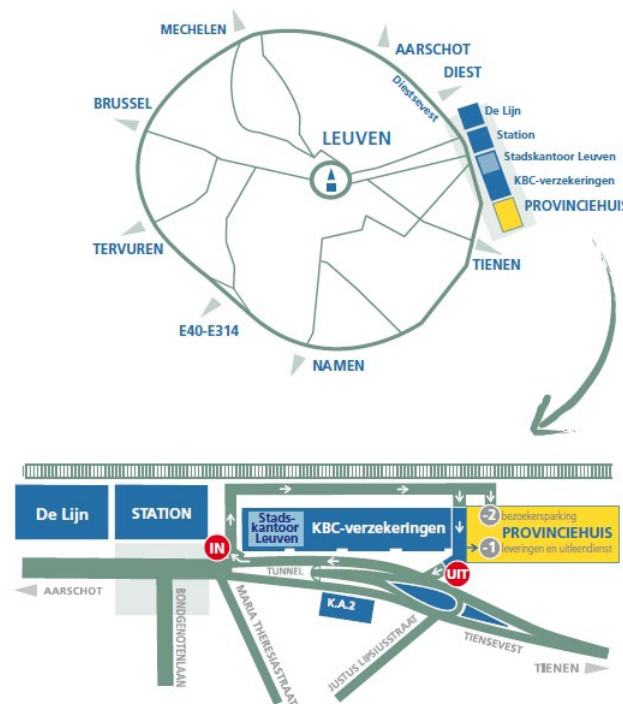 MECHELEN
AARSCHOT
DIEST
Diestsevest
BRUSSEL
De Lijn
Station
LEUVEN
Stadskantoor Leuven
KBC-verzekeringen
PROVINCIEHUIS
TERVUREN
TIENEN
E40-E314
NAMEN
De Lijn
STATION
Stads-
kantoor
Leuven
KBC-verzekeringen
-2 bezoekersparking
PROVINCIEHUIS
-1 leveringen en uitleendienst
IN
UIT
TUNNEL
AARSCHOT
K.A.2
BONDGENOTENLAAN
MARIA THERESIASTRAAT
JUSTUS LIPSIUSSTRAAT
TIENSEVEST
TIENEN